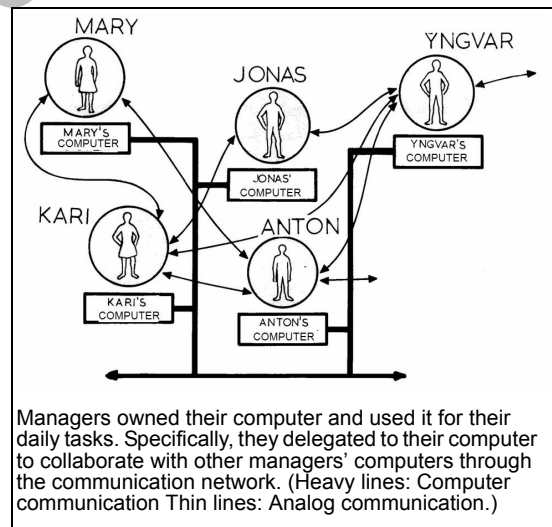 MARY
YNGVAR
JONAS
MARY'S
COMPUTER
YNGVAR'S
COMPUTER
JONAS'
COMPUTER
KARI
ANTON
KARI'S
COMPUTER
ANTON'S
COMPUTER
Managers owned their computer and used it for their
daily tasks. Specifically, they delegated to their computer
to collaborate with other managers’ computers through
the communication network. (Heavy lines: Computer
communication Thin lines: Analog communication.)